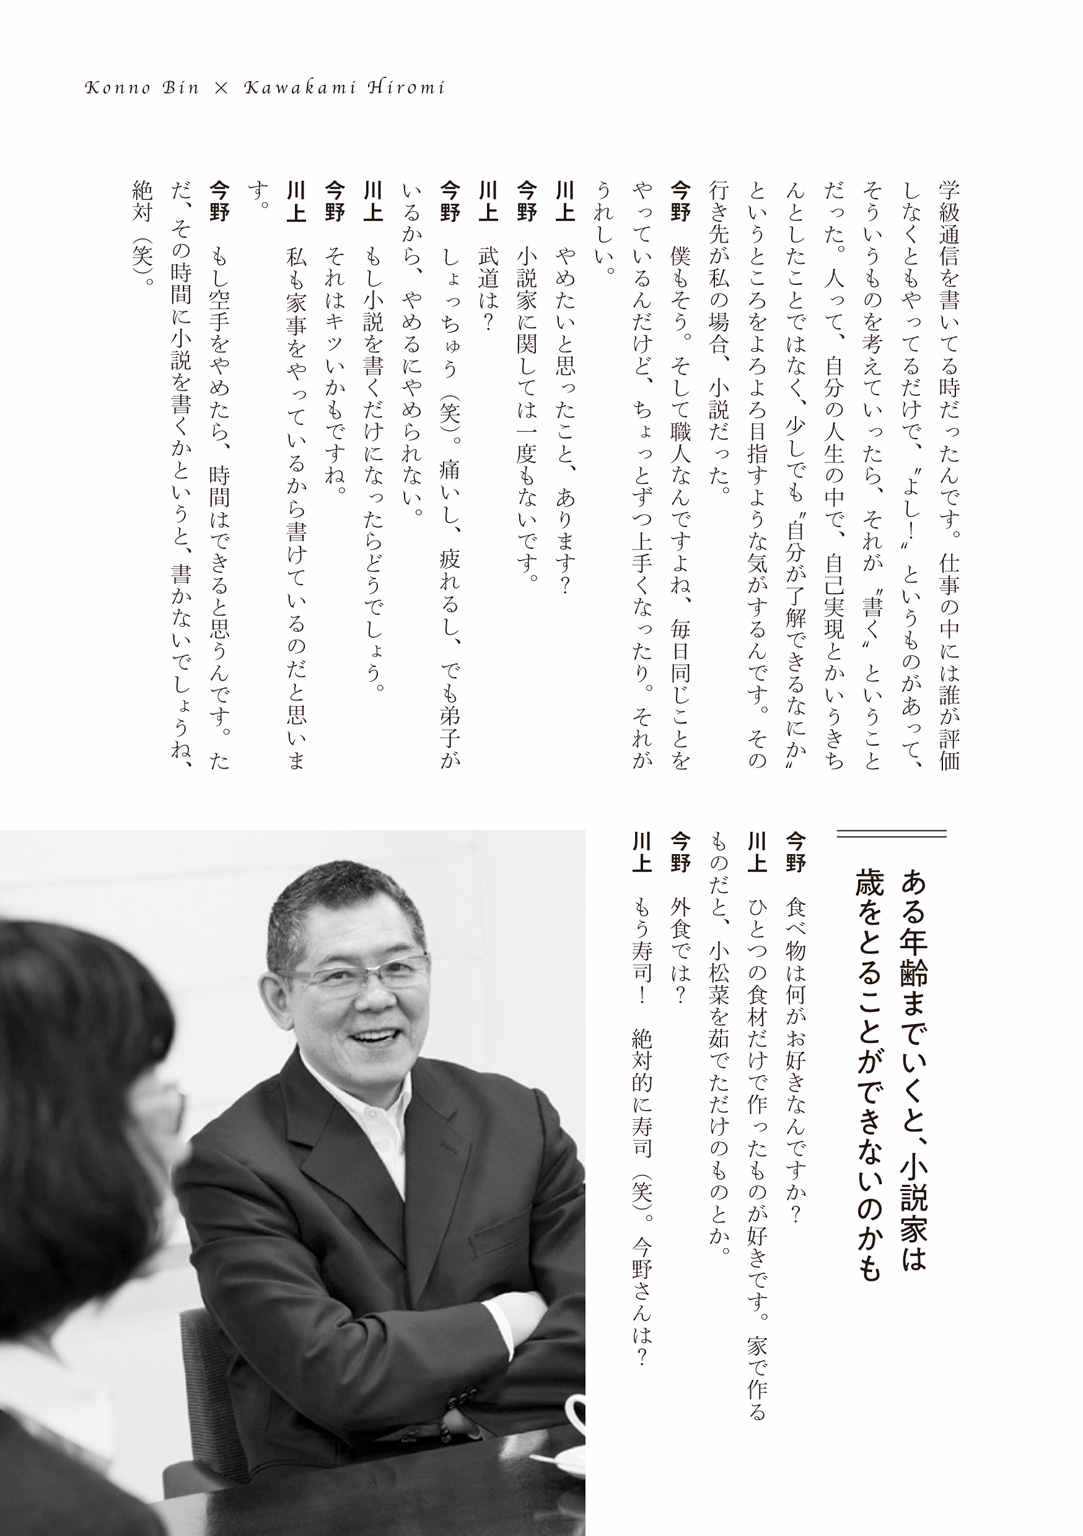 Konno Bin × Kawakami Hiromi
学級通信を書いてる時だったんです。仕事の中には誰が評価
しなくともやってるだけで、〝よし！〟というものがあって、
そういうものを考えていったら、それが〝書く〟ということ
だった。人って、自分の人生の中で、自己実現とかいうきち
んとしたことではなく、少しでも〝自分が了解できるなにか〟
というところをよろよろ目指すような気がするんです。その
行き先が私の場合、小説だった。
今野　僕もそう。そして職人なんですよね、毎日同じことを
やっているんだけど、ちょっとずつ上手くなったり。それが
うれしい。
川上　やめたいと思ったこと、あります？
今野　小説家に関しては一度もないです。
川上　武道は？
今野　しょっちゅう（笑）。痛いし、疲れるし、でも弟子が
いるから、やめるにやめられない。
川上　もし小説を書くだけになったらどうでしょう。
今野　それはキツいかもですね。
川上　私も家事をやっているから書けているのだと思いま
す。
今野　もし空手をやめたら、時間はできると思うんです。た
だ、その時間に小説を書くかというと、書かないでしょうね、
絶対（笑）。
ある年齢までいくと、小説家は
歳をとることができないのかも
今野　食べ物は何がお好きなんですか？
川上　ひとつの食材だけで作ったものが好きです。家で作る
ものだと、小松菜を茹でただけのものとか。
今野　外食では？
川上　もう寿司！　絶対的に寿司（笑）。今野さんは？